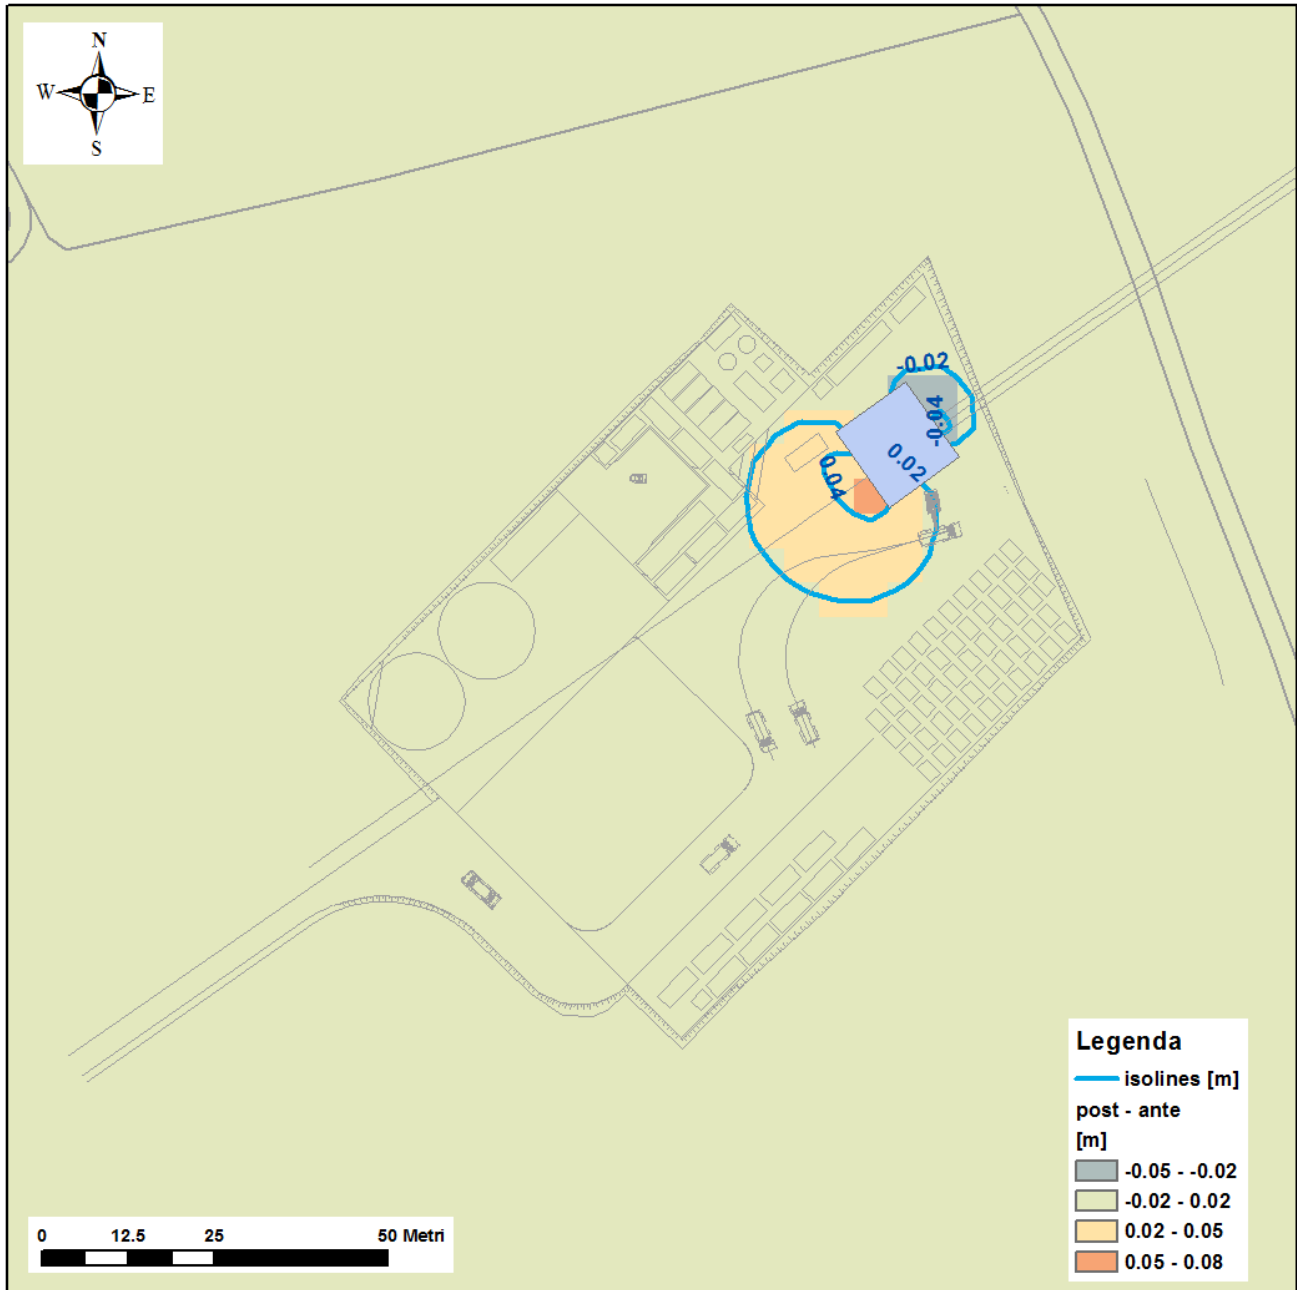 N
W E
S
-0.02
-0.04
0.02
0.04
Legenda
isolines [m]
post - ante
[m]
-0.05 - -0.02
-0.02 - 0.02
0.02 - 0.05
0.05 - 0.08
0 12.5 25 50 Metri